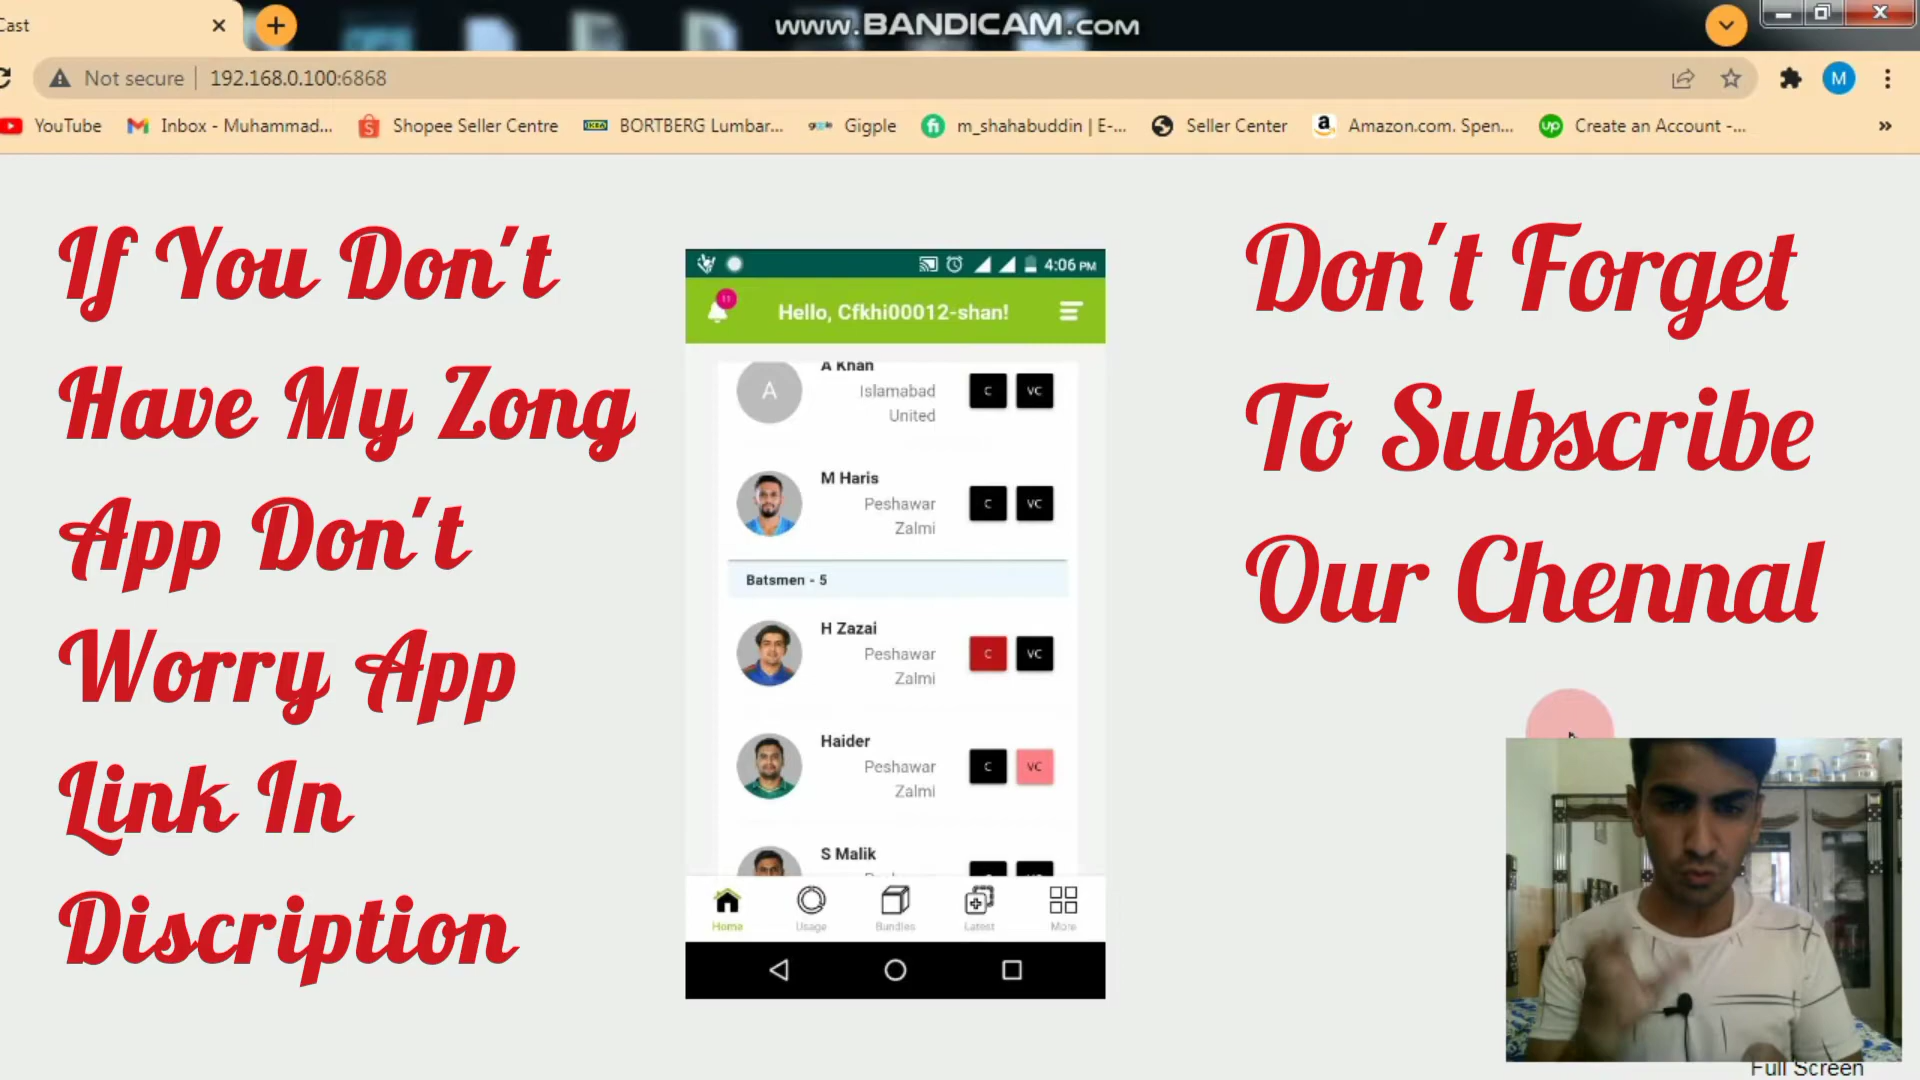 Cast
www.BANDICAM.com
Not secure
192.168.0.100:6868
M
YouTube
Inbox - Muhammad...
Shopee Seller Centre
IKEA
BORTBERG Lumbar...
Gigple
fi
m_shahabuddin | E-...
Seller Center
a
Amazon.com. Spen...
up
Create an Account -...
»
If You Don't
Have My Zong
App Don't
Worry App
Link In
Discription
4:06 PM
11
Hello, Cfkhi00012-shan!
A
A Khan
Islamabad
United
C
VC
M Haris
Peshawar
Zalmi
C
VC
Batsmen - 5
H Zazai
Peshawar
Zalmi
C
VC
Haider
Peshawar
Zalmi
C
VC
S Malik
Home
Usage
Bundles
Latest
More
Don't Forget
To Subscribe
Our Chennal
Full Screen